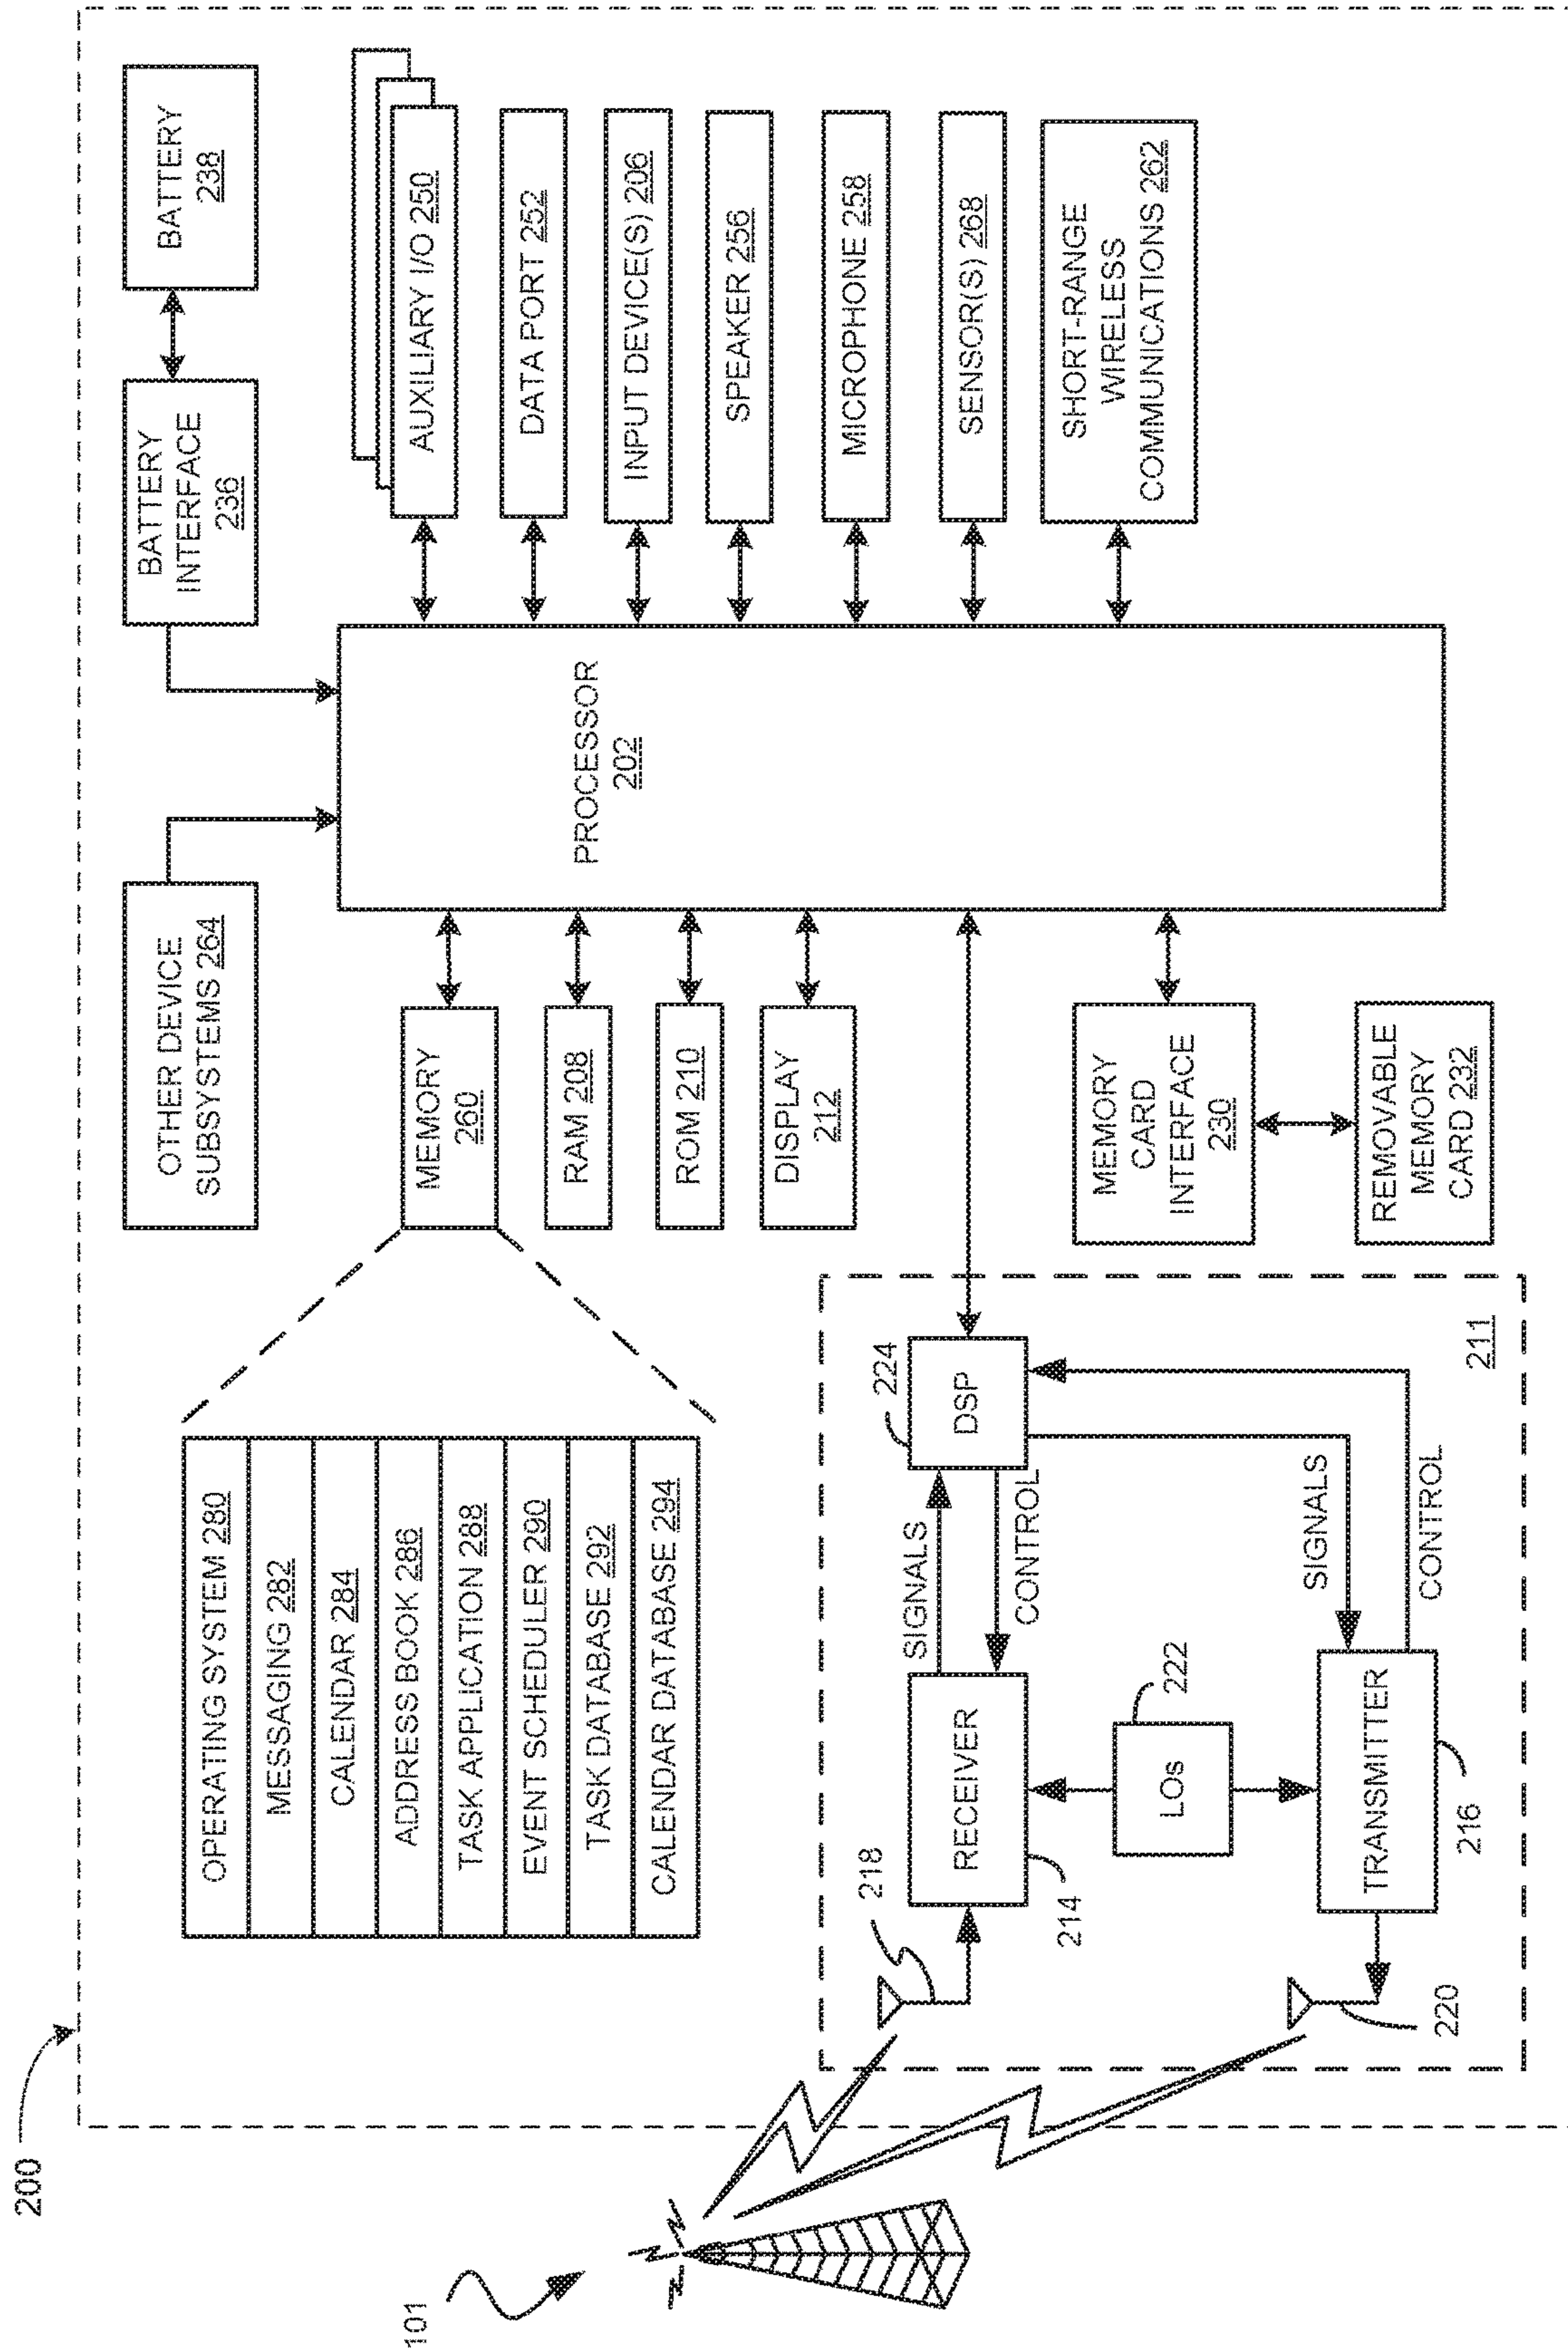 200
OTHER DEVICE
SUBSYSTEMS 264
BATTERY
INTERFACE
236
BATTERY
238
OPERATING SYSTEM 280
MESSAGING 282
CALENDAR 284
ADDRESS BOOK 286
TASK APPLICATION 288
EVENT SCHEDULER 290
TASK DATABASE 292
CALENDAR DATABASE 294
MEMORY
260
RAM 208
ROM 210
DISPLAY
212
PROCESSOR
202
AUXILIARY I/O 250
DATA PORT 252
INPUT DEVICE(S) 206
SPEAKER 256
MICROPHONE 258
SENSOR(S) 268
SHORT-RANGE
WIRELESS
COMMUNICATIONS 262
101
218
RECEIVER
214
SIGNALS
CONTROL
224
DSP
LOs
222
TRANSMITTER
216
220
SIGNALS
CONTROL
211
MEMORY
CARD
INTERFACE
230
REMOVABLE
MEMORY
CARD 232